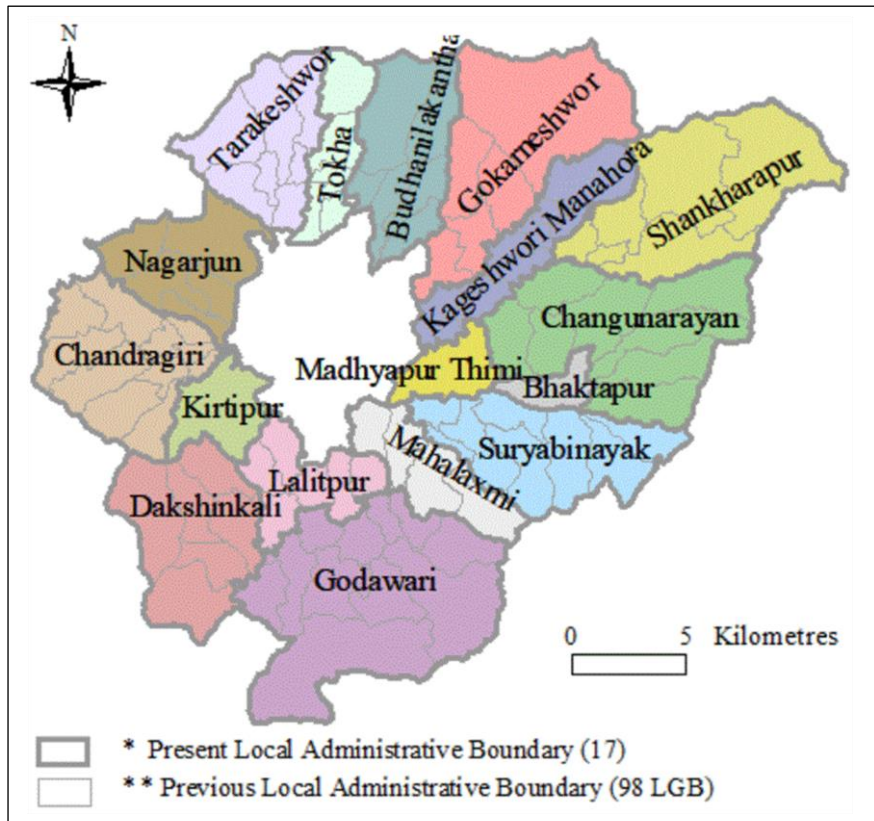 N
Tarakeshwor
Tokha
Budhanilakantha
Gokarneshwor
Kageshwori Manahora
Shankharapur
Nagarjun
Changunarayan
Chandragiri
Madhyapur Thimi
Bhaktapur
Kirtipur
Mahalaxmi
Suryabinayak
Lalitpur
Dakshinkali
Godawari
0 5 Kilometres
* Present Local Administrative Boundary (17)
** Previous Local Administrative Boundary (98 LGB)